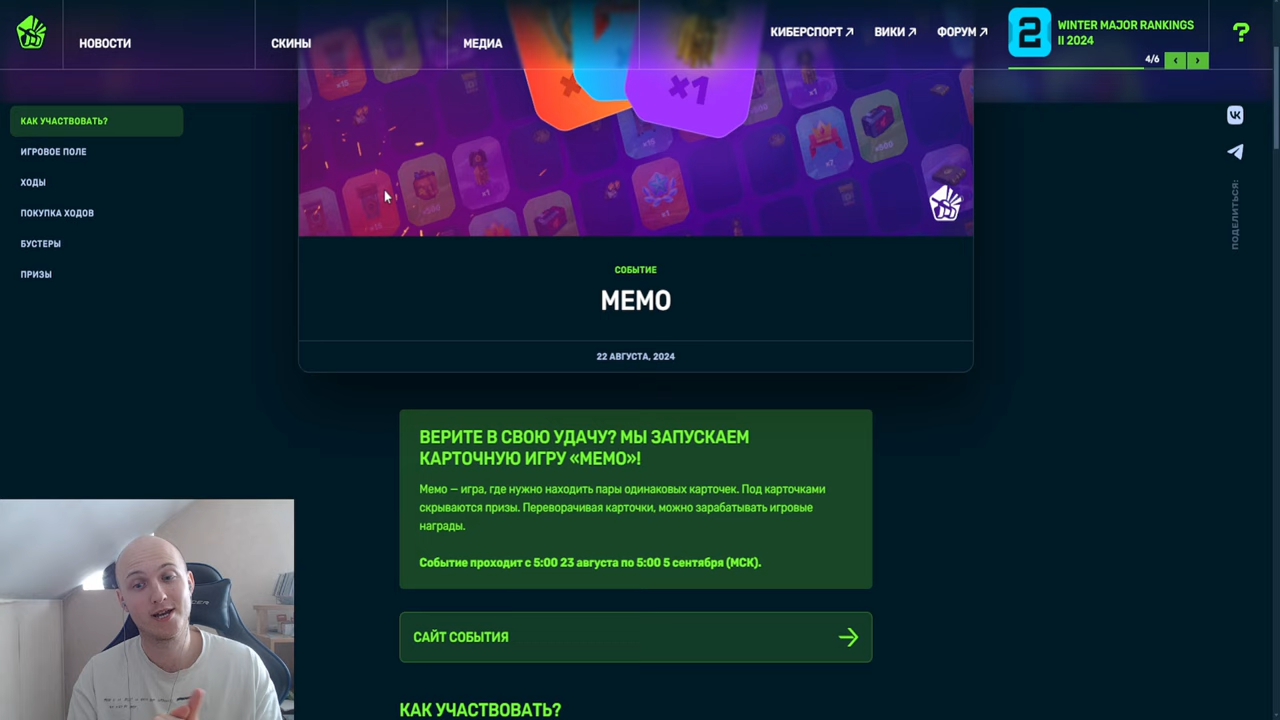 НОВОСТИ
СКИНЫ
МЕДИА
КИБЕРСПОРТ
ВИКИ
ФОРУМ
2
WINTER MAJOR RANKINGS
II 2024
4/6
?
КАК УЧАСТВОВАТЬ?
ИГРОВОЕ ПОЛЕ
ХОДЫ
ПОКУПКА ХОДОВ
БУСТЕРЫ
ПРИЗЫ
×1
ПОДЕЛИТЬСЯ:
СОБЫТИЕ
МЕМО
22 АВГУСТА, 2024
ВЕРИТЕ В СВОЮ УДАЧУ? МЫ ЗАПУСКАЕМ
КАРТОЧНУЮ ИГРУ «МЕМО»!
Мемо — игра, где нужно находить пары одинаковых карточек. Под карточками
скрываются призы. Переворачивая карточки, можно зарабатывать игровые
награды.
Событие проходит с 5:00 23 августа по 5:00 5 сентября (МСК).
САЙТ СОБЫТИЯ
КАК УЧАСТВОВАТЬ?